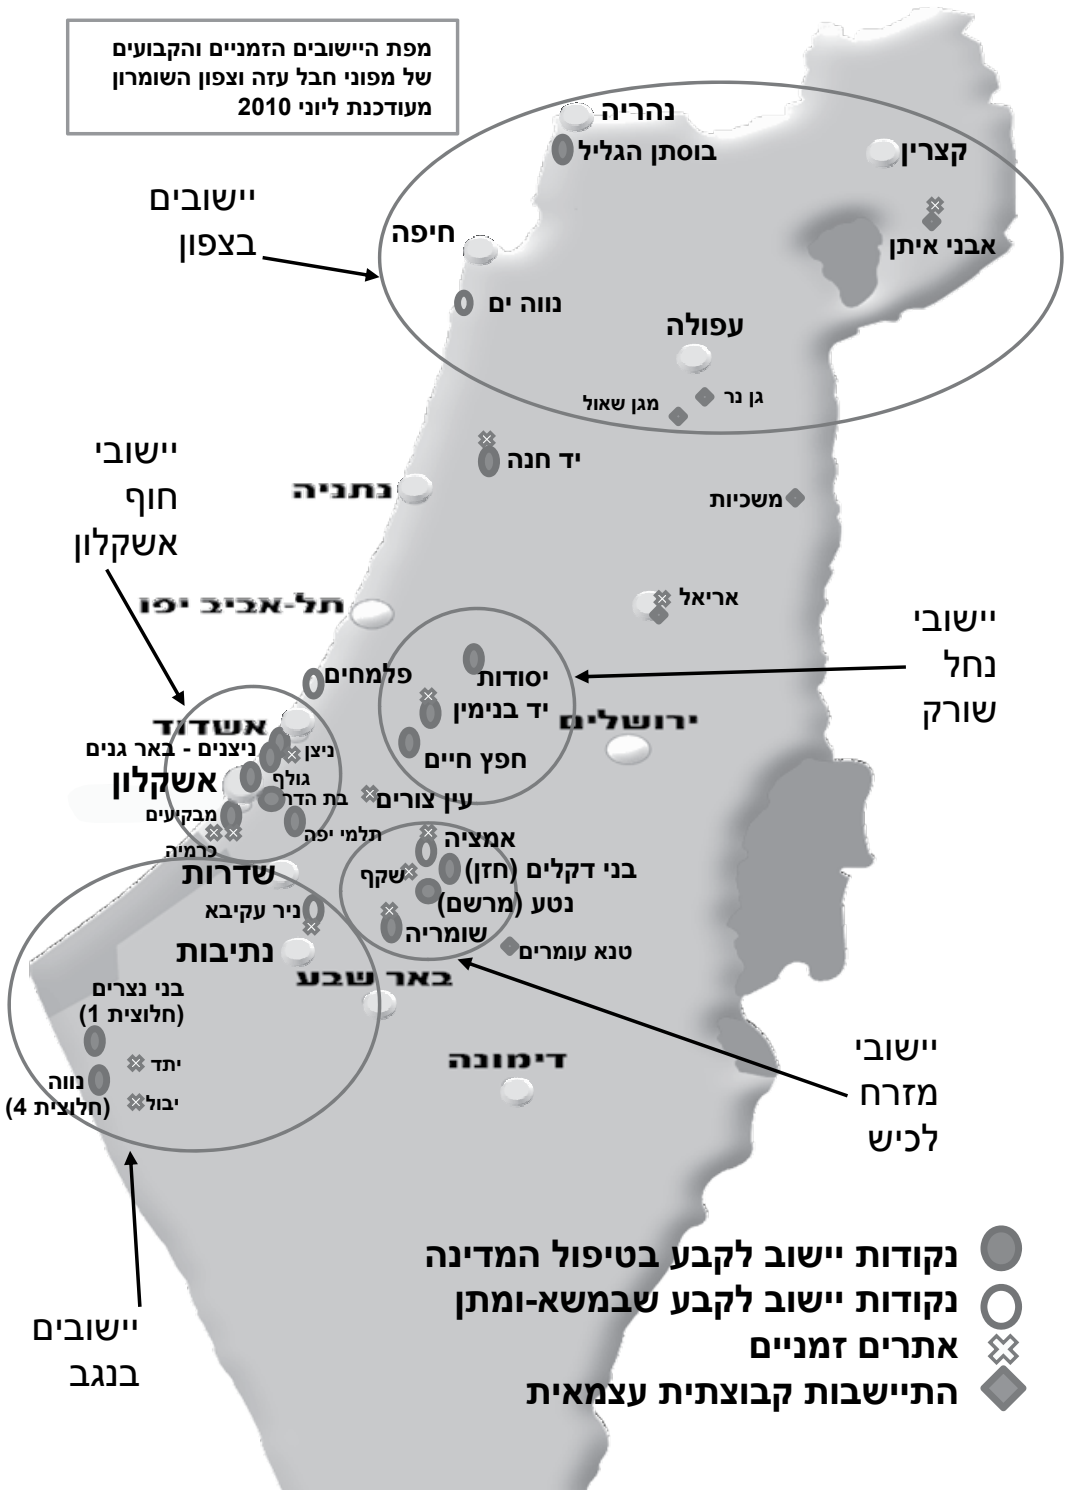 מפת היישובים הזמניים והקבועים
של מפוני חבל עזה וצפון השומרון
מעודכנת ליוני 2010
נהריה
בוסתן הגליל
קצרין
אבני איתן
יישובים
בצפון
חיפה
נווה ים
עפולה
גן נר
מגן שאול
יד חנה
נתניה
משכיות
יישובי
חוף
אשקלון
תל-אביב יפו
אריאל
יישובי
נחל
שורק
פלמחים
יסודות
יד בנימין
חפץ חיים
ירושלים
אשדוד
ניצנים - באר גנים
ניצן
אשקלון
גולף
בת הדר
מבקיעים
תלמי יפה
כרמיה
עין צורים
אמציה
בני דקלים (חזן)
שקף
נטע (מרשם)
שומריה
שדרות
ניר עקיבא
נתיבות
טנא עומרים
באר שבע
בני נצרים
(חלוצית 1)
יתד
נווה
(חלוצית 4)
יבול
דימונה
יישובי
מזרח
לכיש
יישובים
בנגב
נקודות יישוב לקבע בטיפול המדינה
נקודות יישוב לקבע שבמשא-ומתן
אתרים זמניים
התיישבות קבוצתית עצמאית